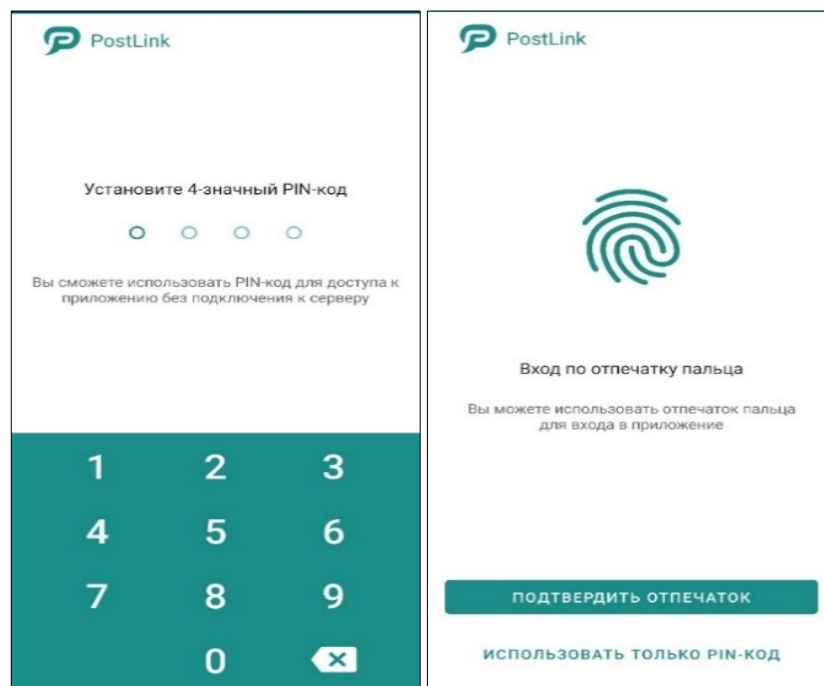 PostLink
Установите 4-значный PIN-код
Вы сможете использовать PIN-код для доступа к
приложению без подключения к серверу
1 2 3
4 5 6
7 8 9
0
PostLink
Вход по отпечатку пальца
Вы можете использовать отпечаток пальца
для входа в приложение
ПОДТВЕРДИТЬ ОТПЕЧАТОК
ИСПОЛЬЗОВАТЬ ТОЛЬКО PIN-КОД